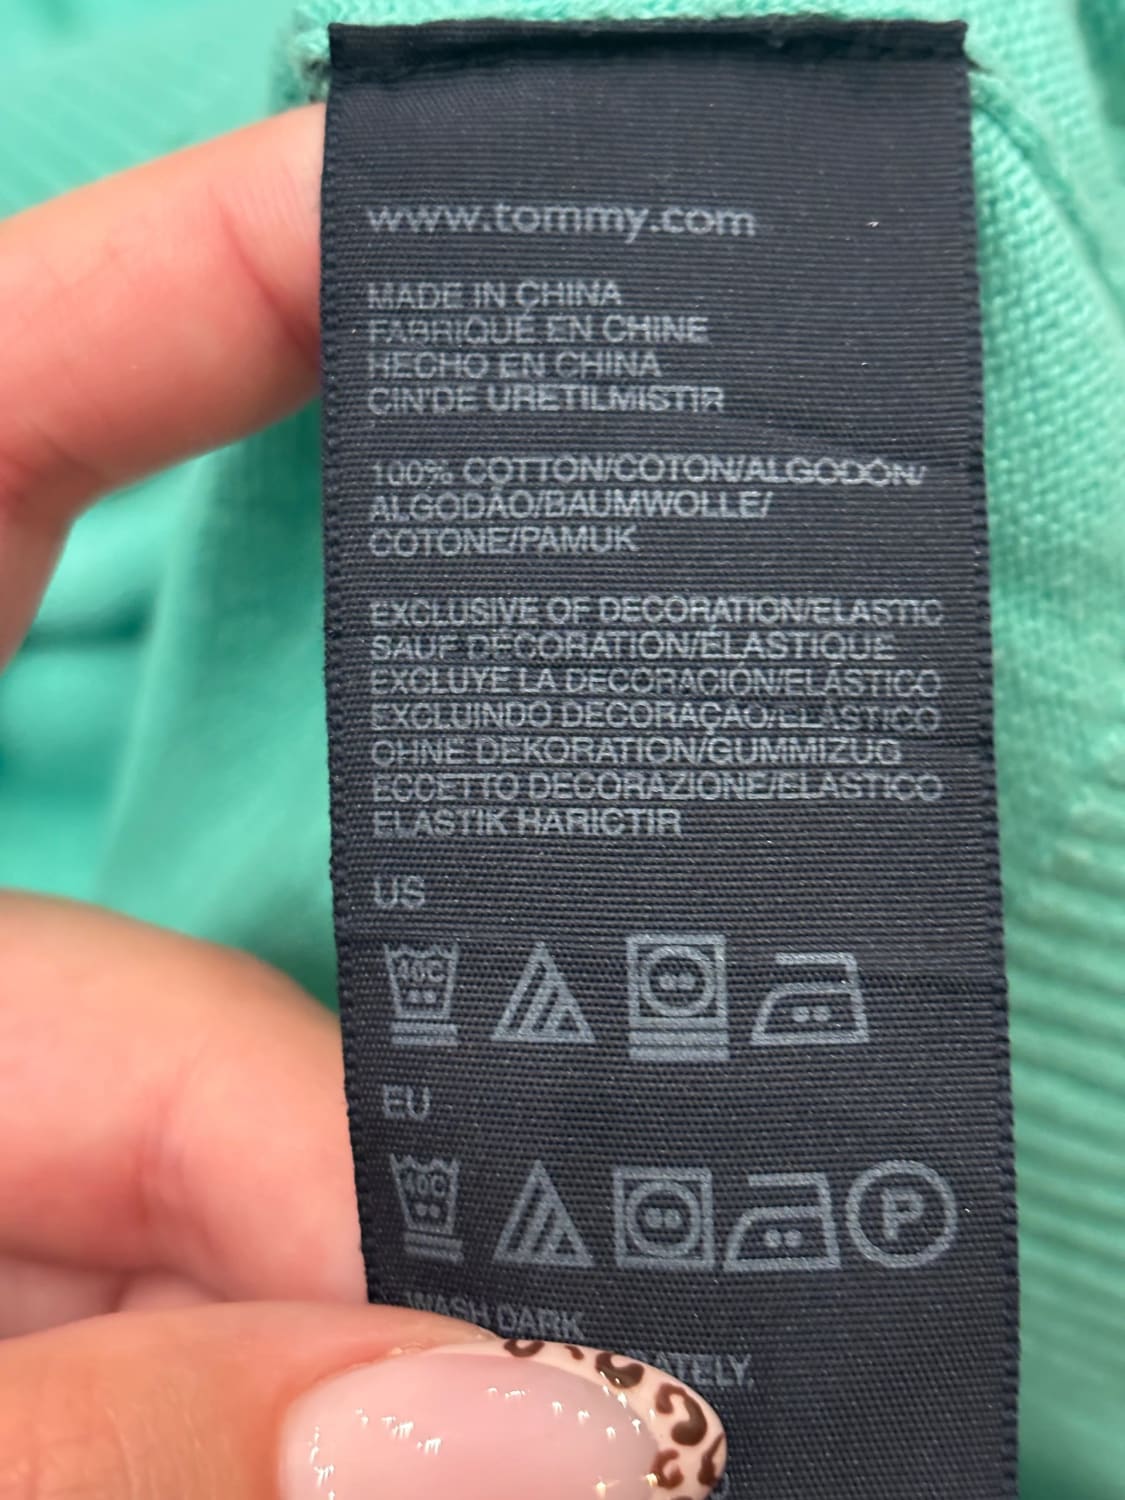 www.tommy.com
MADE IN CHINA
FABRIQUÉ EN CHINE
HECHO EN CHINA
CIN'DE URETILMISTIR
100% COTTON/COTON/ALGODÓN/
ALGODÃO/BAUMWOLLE/
COTONE/PAMUK
EXCLUSIVE OF DECORATION/ELASTIC
SAUF DÉCORATION/ÉLASTIQUE
EXCLUYE LA DECORACIÓN/ELÁSTICO
EXCLUINDO DECORAÇÃO/ELÁSTICO
OHNE DEKORATION/GUMMIZUG
ECCETTO DECORAZIONE/ELASTICO
ELASTIK HARICTIR
US
40C
EU
40C
P
WASH DARK